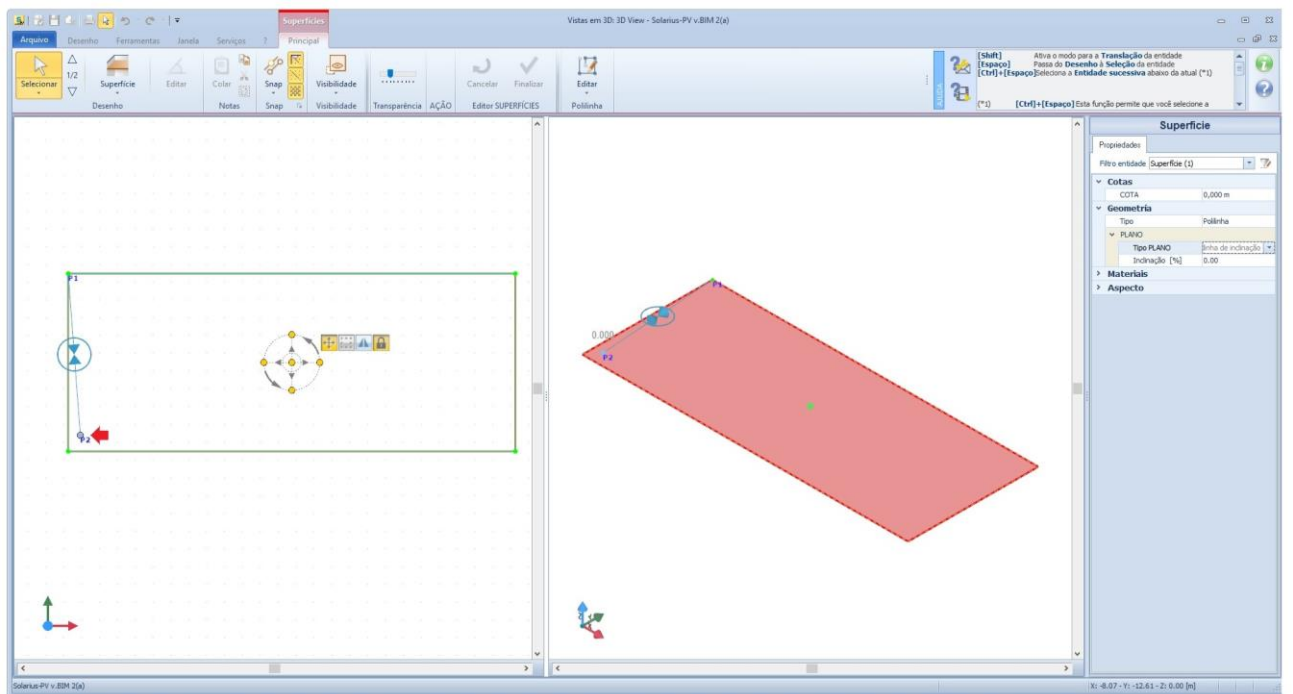 Superfícies
Vistas em 3D: 3D View - Solarius-PV v.BIM 2(a)
Arquivo Desenho Ferramentas Janela Serviços ? Principal
Selecionar
1/2
Superfície
Editar
Colar
Snap
Visibilidade
Cancelar
Finalizar
Editar
Desenho
Notas
Snap
Visibilidade
Transparência
AÇÃO
Editor SUPERFÍCIES
Polilinha
AJUDA
[Shift] Ativa o modo para a Translação da entidade
[Espaço] Passa do Desenho à Seleção da entidade
[Ctrl]+[Espaço] Seleciona a Entidade sucessiva abaixo da atual (*1)
(*1) [Ctrl]+[Espaço] Esta função permite que você selecione a
P1
P2
P1
0.000
P2
Superfície
Propriedades
Filtro entidade Superfície (1)
Cotas
COTA 0,000 m
Geometria
Tipo Polilinha
PLANO
Tipo PLANO linha de inclinação
Inclinação [%] 0.00
Materiais
Aspecto
Solarius-PV v.BIM 2(a)
X: -8.07 - Y: -12.61 - Z: 0.00 [m]